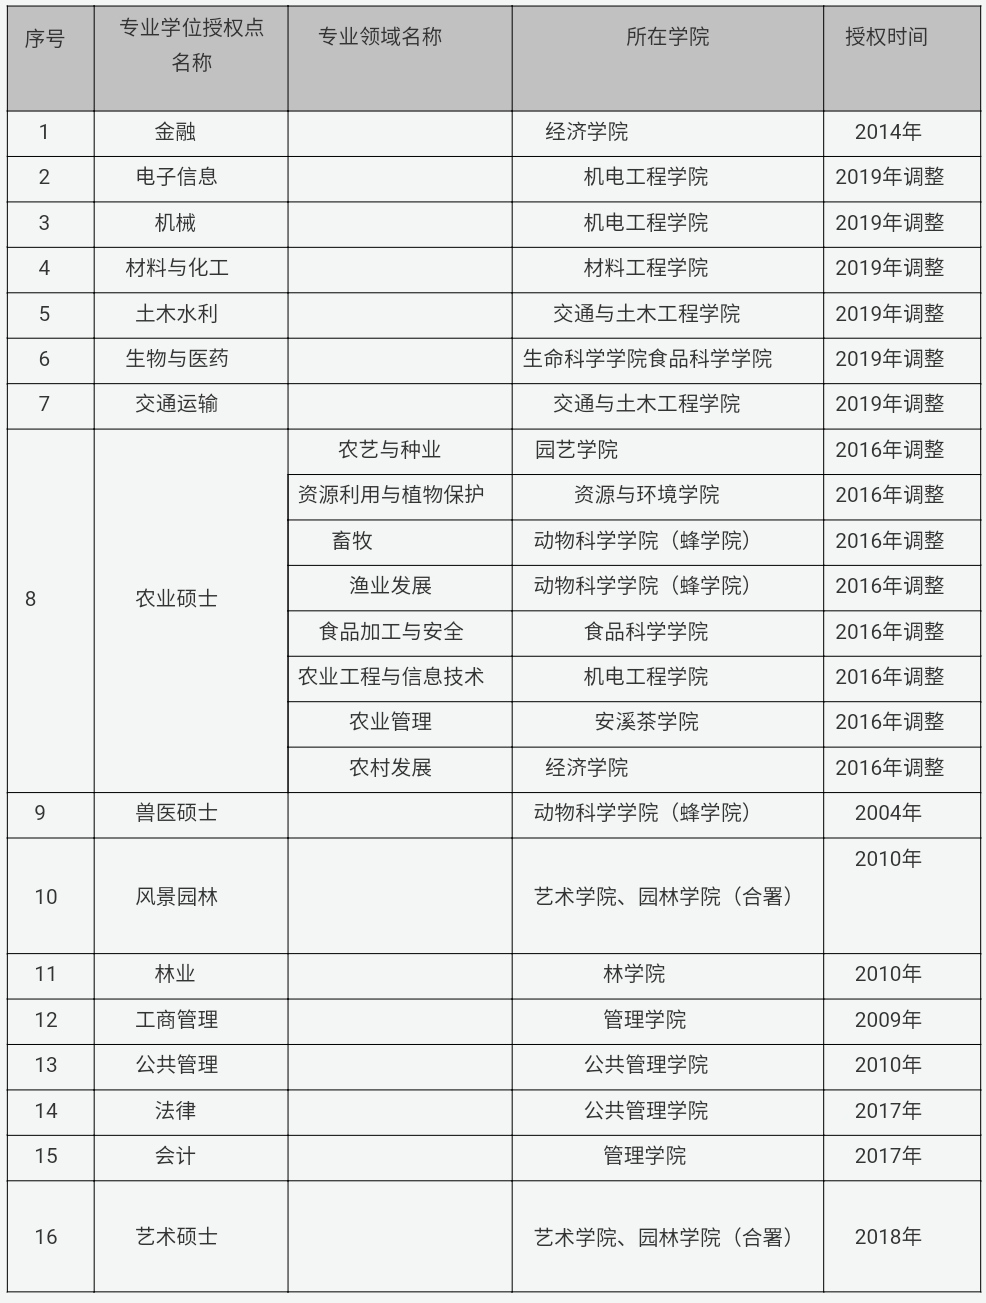 序号 专业学位授权点名称 专业领域名称 所在学院 授权时间
1 金融 经济学院 2014年
2 电子信息 机电工程学院 2019年调整
3 机械 机电工程学院 2019年调整
4 材料与化工 材料工程学院 2019年调整
5 土木水利 交通与土木工程学院 2019年调整
6 生物与医药 生命科学学院食品科学学院 2019年调整
7 交通运输 交通与土木工程学院 2019年调整
8 农业硕士 农艺与种业 园艺学院 2016年调整
资源利用与植物保护 资源与环境学院 2016年调整
畜牧 动物科学学院（蜂学院） 2016年调整
渔业发展 动物科学学院（蜂学院） 2016年调整
食品加工与安全 食品科学学院 2016年调整
农业工程与信息技术 机电工程学院 2016年调整
农业管理 安溪茶学院 2016年调整
农村发展 经济学院 2016年调整
9 兽医硕士 动物科学学院（蜂学院） 2004年
10 风景园林 艺术学院、园林学院（合署） 2010年
11 林业 林学院 2010年
12 工商管理 管理学院 2009年
13 公共管理 公共管理学院 2010年
14 法律 公共管理学院 2017年
15 会计 管理学院 2017年
16 艺术硕士 艺术学院、园林学院（合署） 2018年